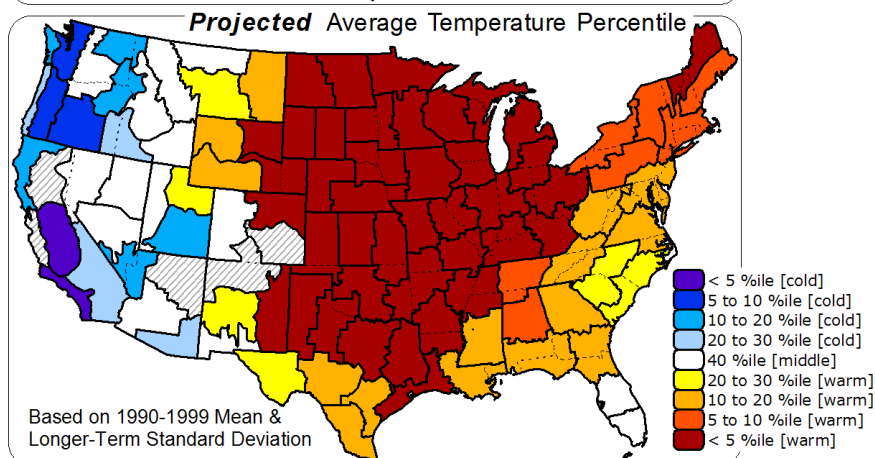 Projected Average Temperature Percentile
< 5 %ile [cold]
5 to 10 %ile [cold]
10 to 20 %ile [cold]
20 to 30 %ile [cold]
40 %ile [middle]
20 to 30 %ile [warm]
10 to 20 %ile [warm]
5 to 10 %ile [warm]
< 5 %ile [warm]
Based on 1990-1999 Mean &
Longer-Term Standard Deviation